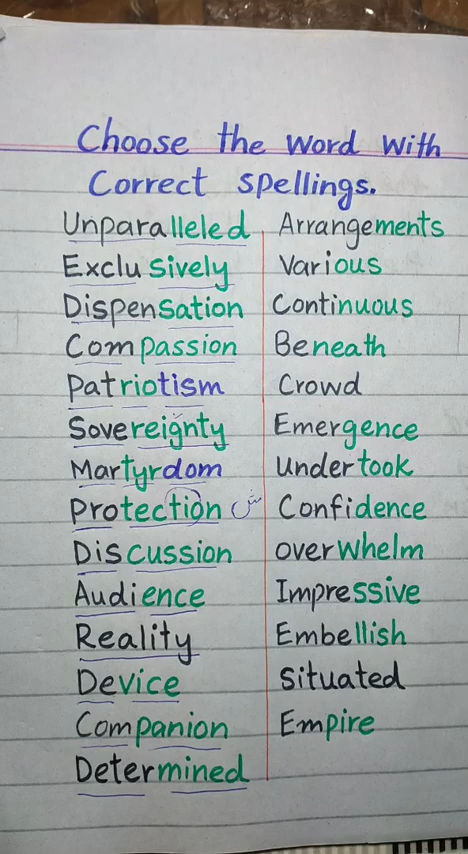 Choose the word with
Correct spellings.
Unparalleled
Exclusively
Dispensation
Compassion
Patriotism
Sovereignty
Martyrdom
Protection ش
Discussion
Audience
Reality
Device
Companion
Determined
Arrangements
Various
Continuous
Beneath
Crowd
Emergence
Undertook
Confidence
overwhelm
Impressive
Embellish
Situated
Empire